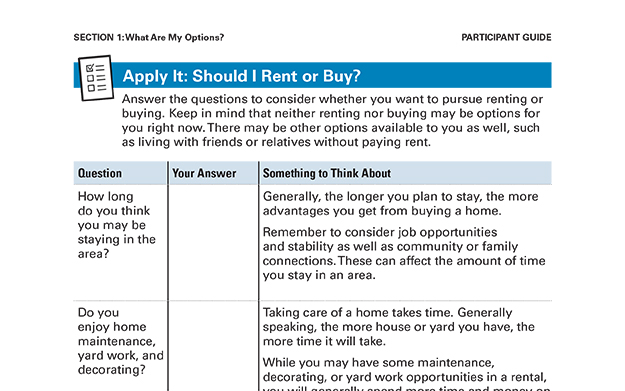 SECTION 1: What Are My Options?
PARTICIPANT GUIDE
Apply It: Should I Rent or Buy?
Answer the questions to consider whether you want to pursue renting or
buying. Keep in mind that neither renting nor buying may be options for
you right now. There may be other options available to you as well, such
as living with friends or relatives without paying rent.
Question
Your Answer
Something to Think About
How long
do you think
you may be
staying in the
area?
Generally, the longer you plan to stay, the more
advantages you get from buying a home.
Remember to consider job opportunities
and stability as well as community or family
connections. These can affect the amount of time
you stay in an area.
Do you
enjoy home
maintenance,
yard work, and
decorating?
Taking care of a home takes time. Generally
speaking, the more house or yard you have, the
more time it will take.
While you may have some maintenance,
decorating, or yard work opportunities in a rental,
you will generally spend more time and money on